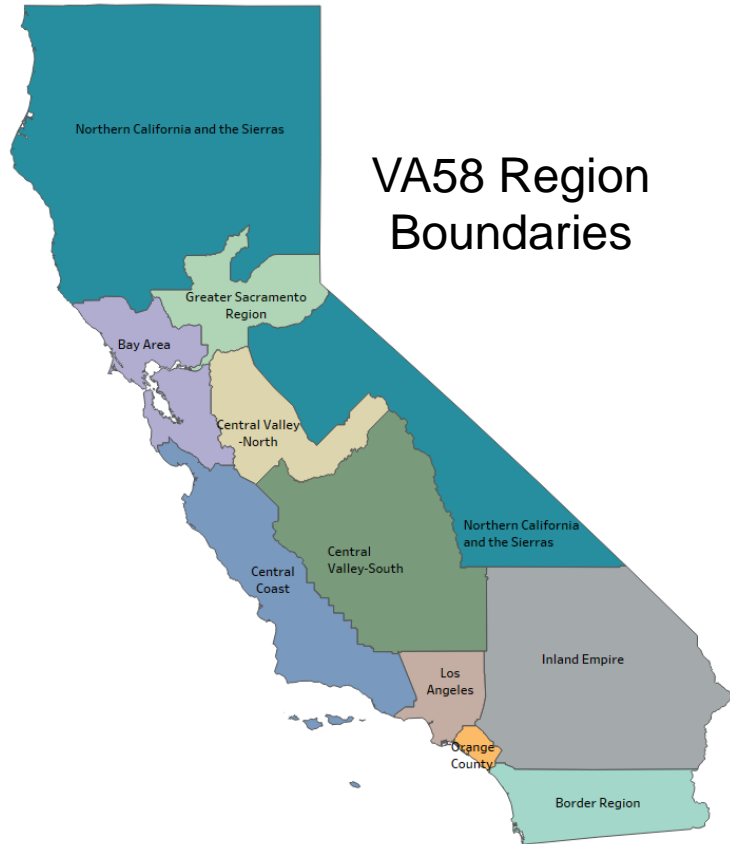 Northern California and the Sierras
VA58 Region
Boundaries
Greater Sacramento
Region
Bay Area
Central Valley
-North
Northern California
and the Sierras
Central
Valley-South
Central
Coast
Inland Empire
Los
Angeles
Orange
County
Border Region